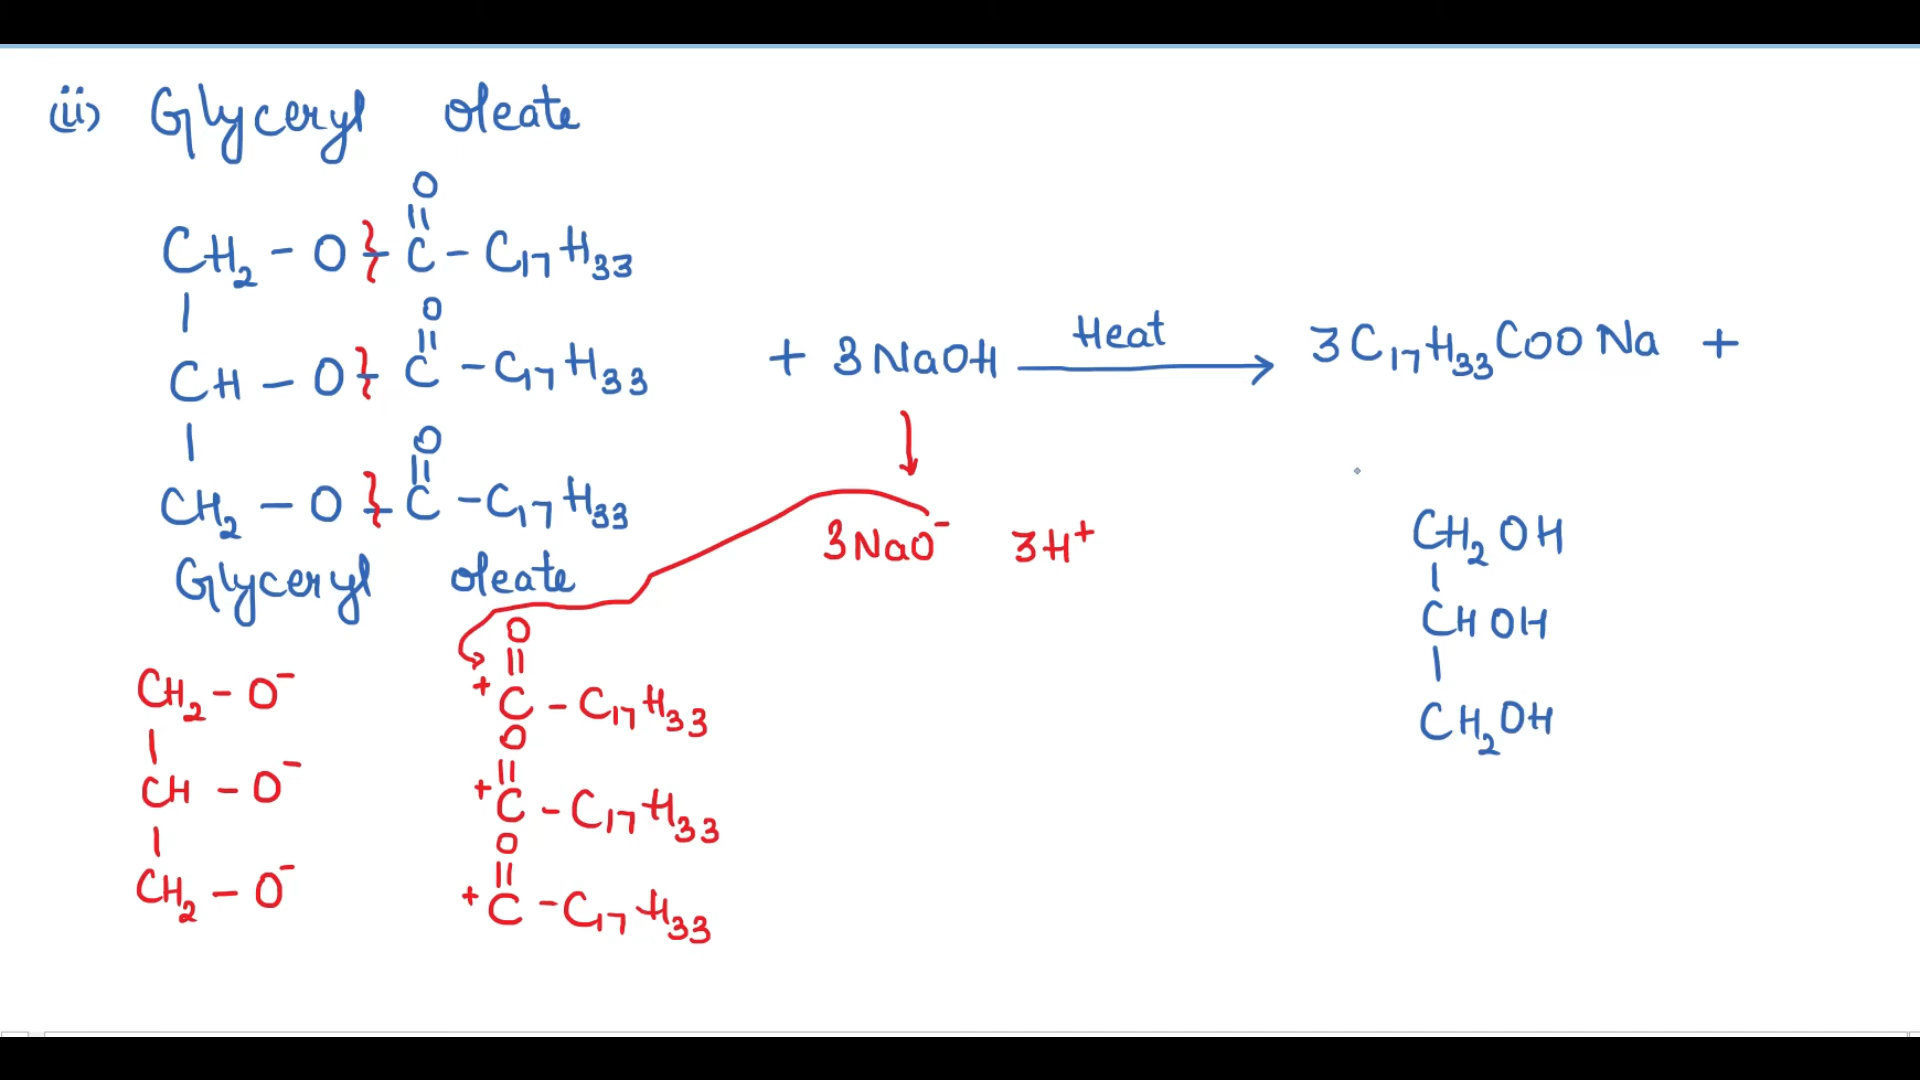 (ii) Glyceryl oleate
O
||
CH₂ - O - C - C₁₇H₃₃
|
O
||
CH - O - C - C₁₇H₃₃ + 3NaOH Heat → 3C₁₇H₃₃COONa +
|
O
||
CH₂ - O - C - C₁₇H₃₃
Glyceryl oleate
3NaO⁻ 3H⁺
CH₂OH
|
CHOH
|
CH₂OH
CH₂ - O⁻
|
CH - O⁻
|
CH₂ - O⁻
O
||
+C - C₁₇H₃₃
O
||
+C - C₁₇H₃₃
O
||
+C - C₁₇H₃₃